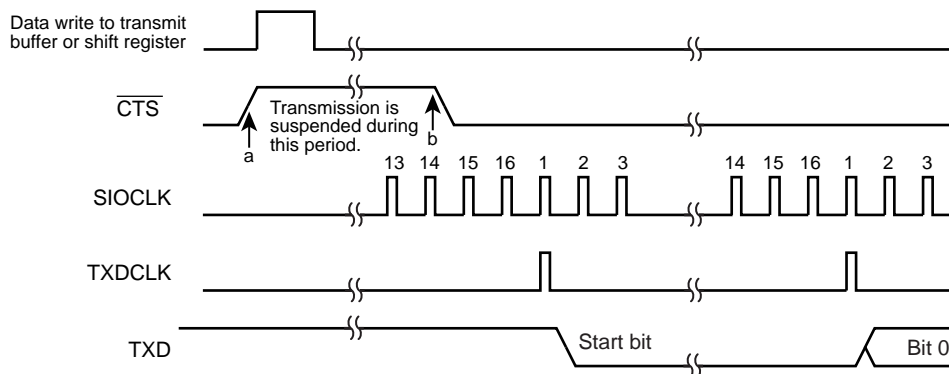 Data write to transmit
buffer or shift register
CTS
Transmission is
suspended during
this period.
a
b
13 14 15 16 1 2 3 14 15 16 1 2 3
SIOCLK
TXDCLK
TXD
Start bit
Bit 0